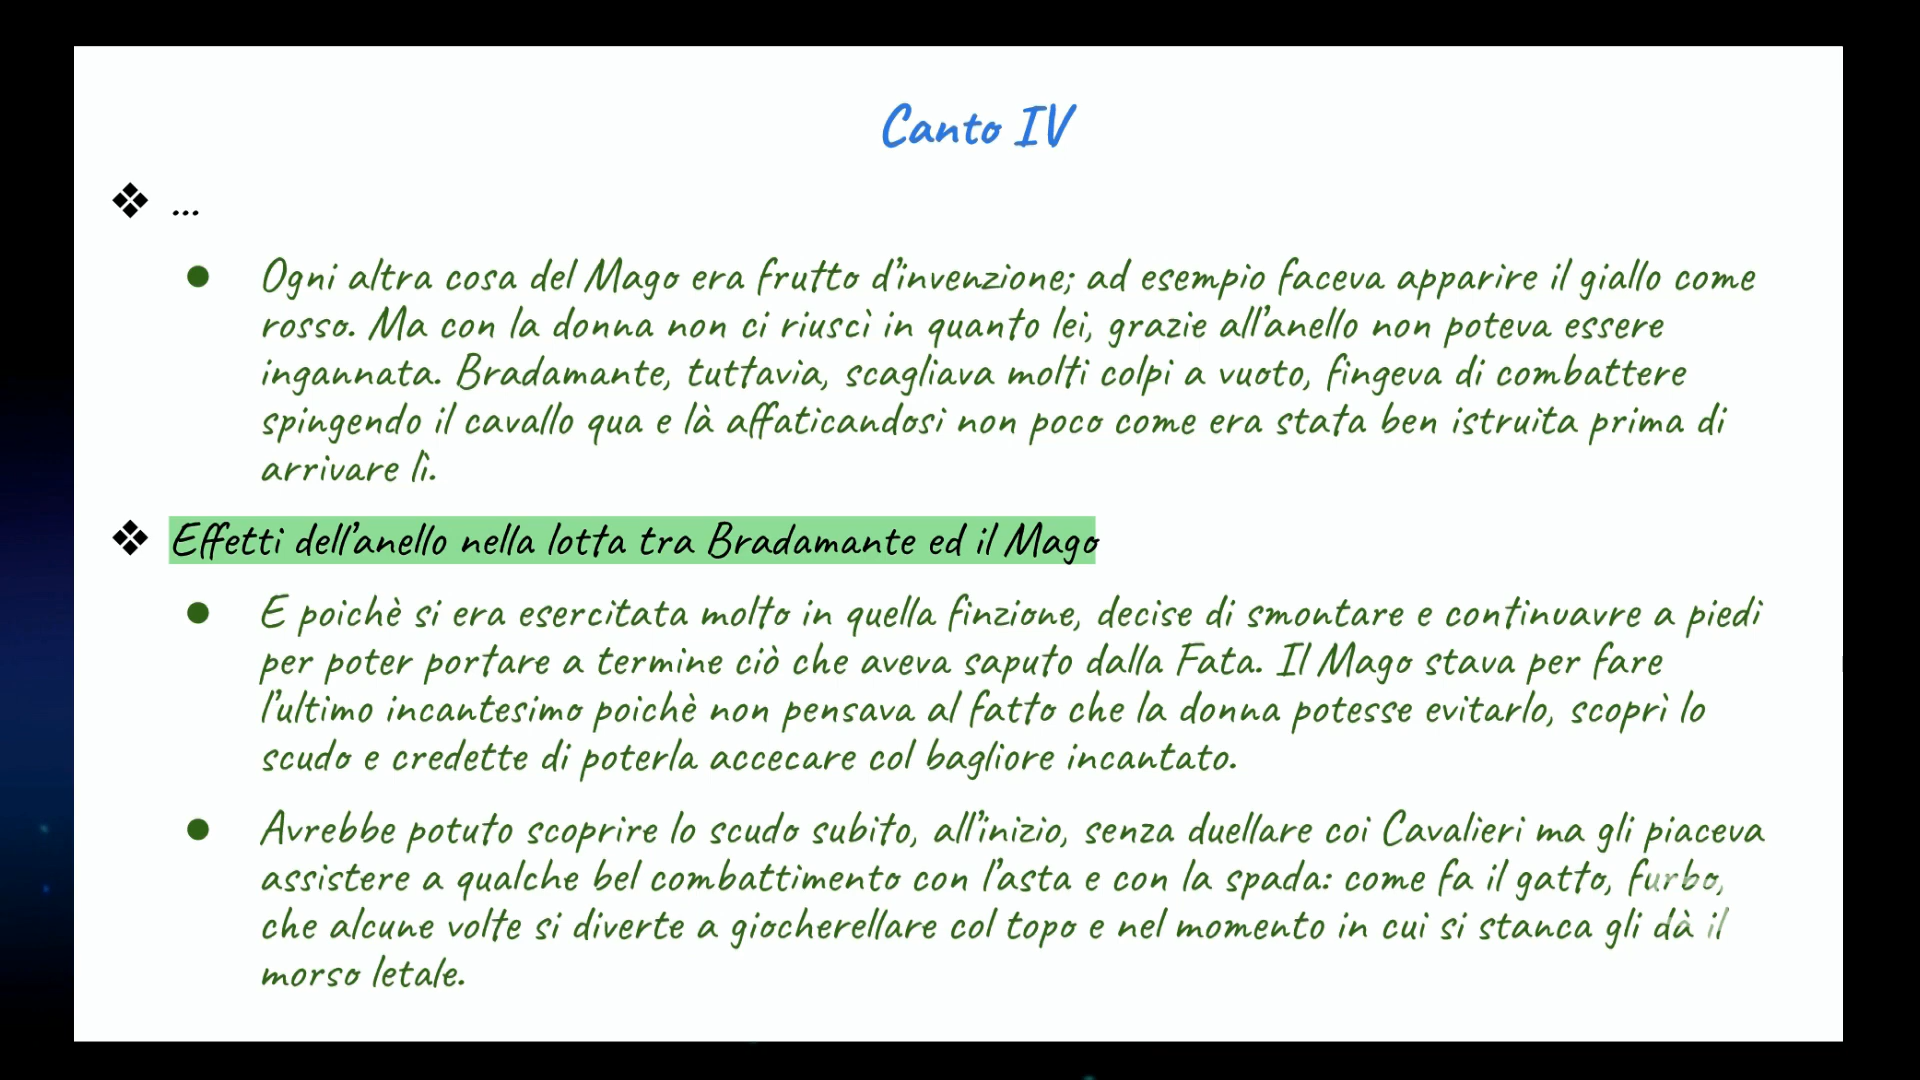 Canto IV
❖ ...
● Ogni altra cosa del Mago era frutto d'invenzione; ad esempio faceva apparire il giallo come
rosso. Ma con la donna non ci riuscì in quanto lei, grazie all'anello non poteva essere
ingannata. Bradamante, tuttavia, scagliava molti colpi a vuoto, fingeva di combattere
spingendo il cavallo qua e là affaticandosi non poco come era stata ben istruita prima di
arrivare lì.
❖ Effetti dell'anello nella lotta tra Bradamante ed il Mago
● E poichè si era esercitata molto in quella finzione, decise di smontare e continuavre a piedi
per poter portare a termine ciò che aveva saputo dalla Fata. Il Mago stava per fare
l'ultimo incantesimo poichè non pensava al fatto che la donna potesse evitarlo, scoprì lo
scudo e credette di poterla accecare col bagliore incantato.
● Avrebbe potuto scoprire lo scudo subito, all'inizio, senza duellare coi Cavalieri ma gli piaceva
assistere a qualche bel combattimento con l'asta e con la spada: come fa il gatto, furbo,
che alcune volte si diverte a giocherellare col topo e nel momento in cui si stanca gli dà il
morso letale.